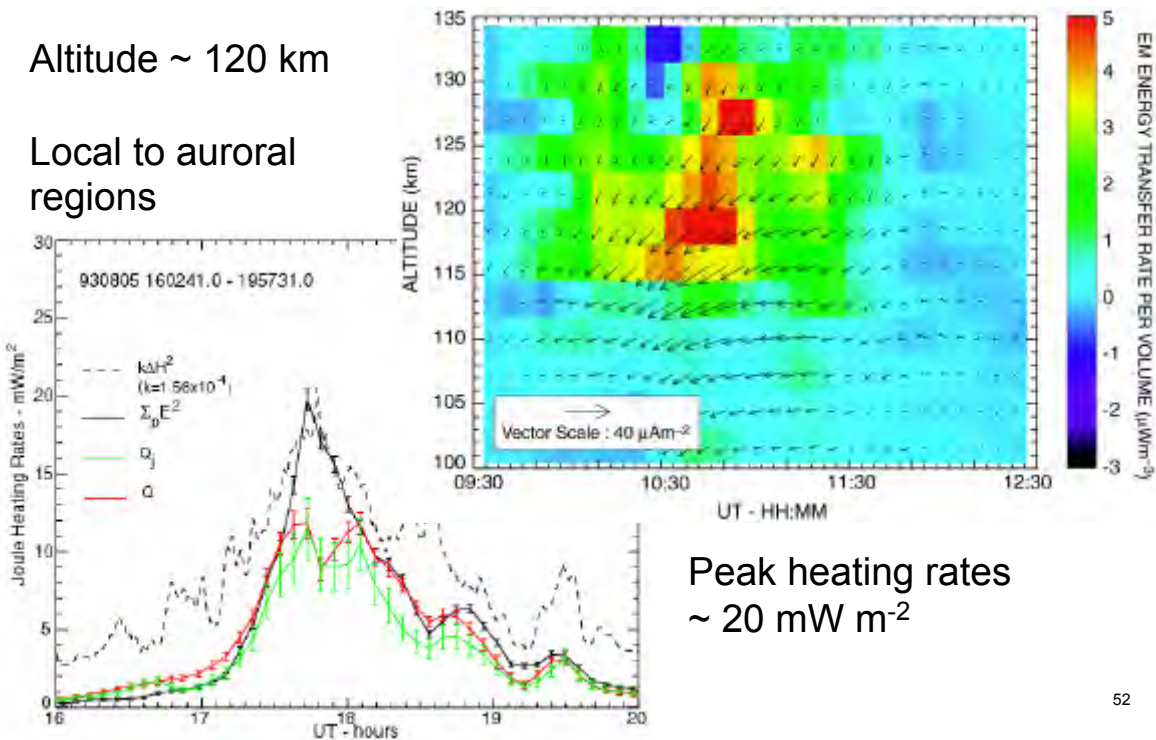 Altitude ~ 120 km
Local to auroral
regions
135
130
125
120
115
110
105
100
ALTITUDE (km)
Vector Scale : 40 μAm⁻²
09:30
10:30
11:30
12:30
UT - HH:MM
5
4
3
2
1
0
-1
-2
-3
EM ENERGY TRANSFER RATE PER VOLUME (μWm⁻³)
30
25
20
15
10
5
0
Joule Heating Rates - mW/m²
930805 160241.0 - 195731.0
kΔH²
(k=1.56x10⁻⁴)
Σ_pE²
Q_j
Q
16
17
18
19
20
UT - hours
Peak heating rates
~ 20 mW m⁻²
52